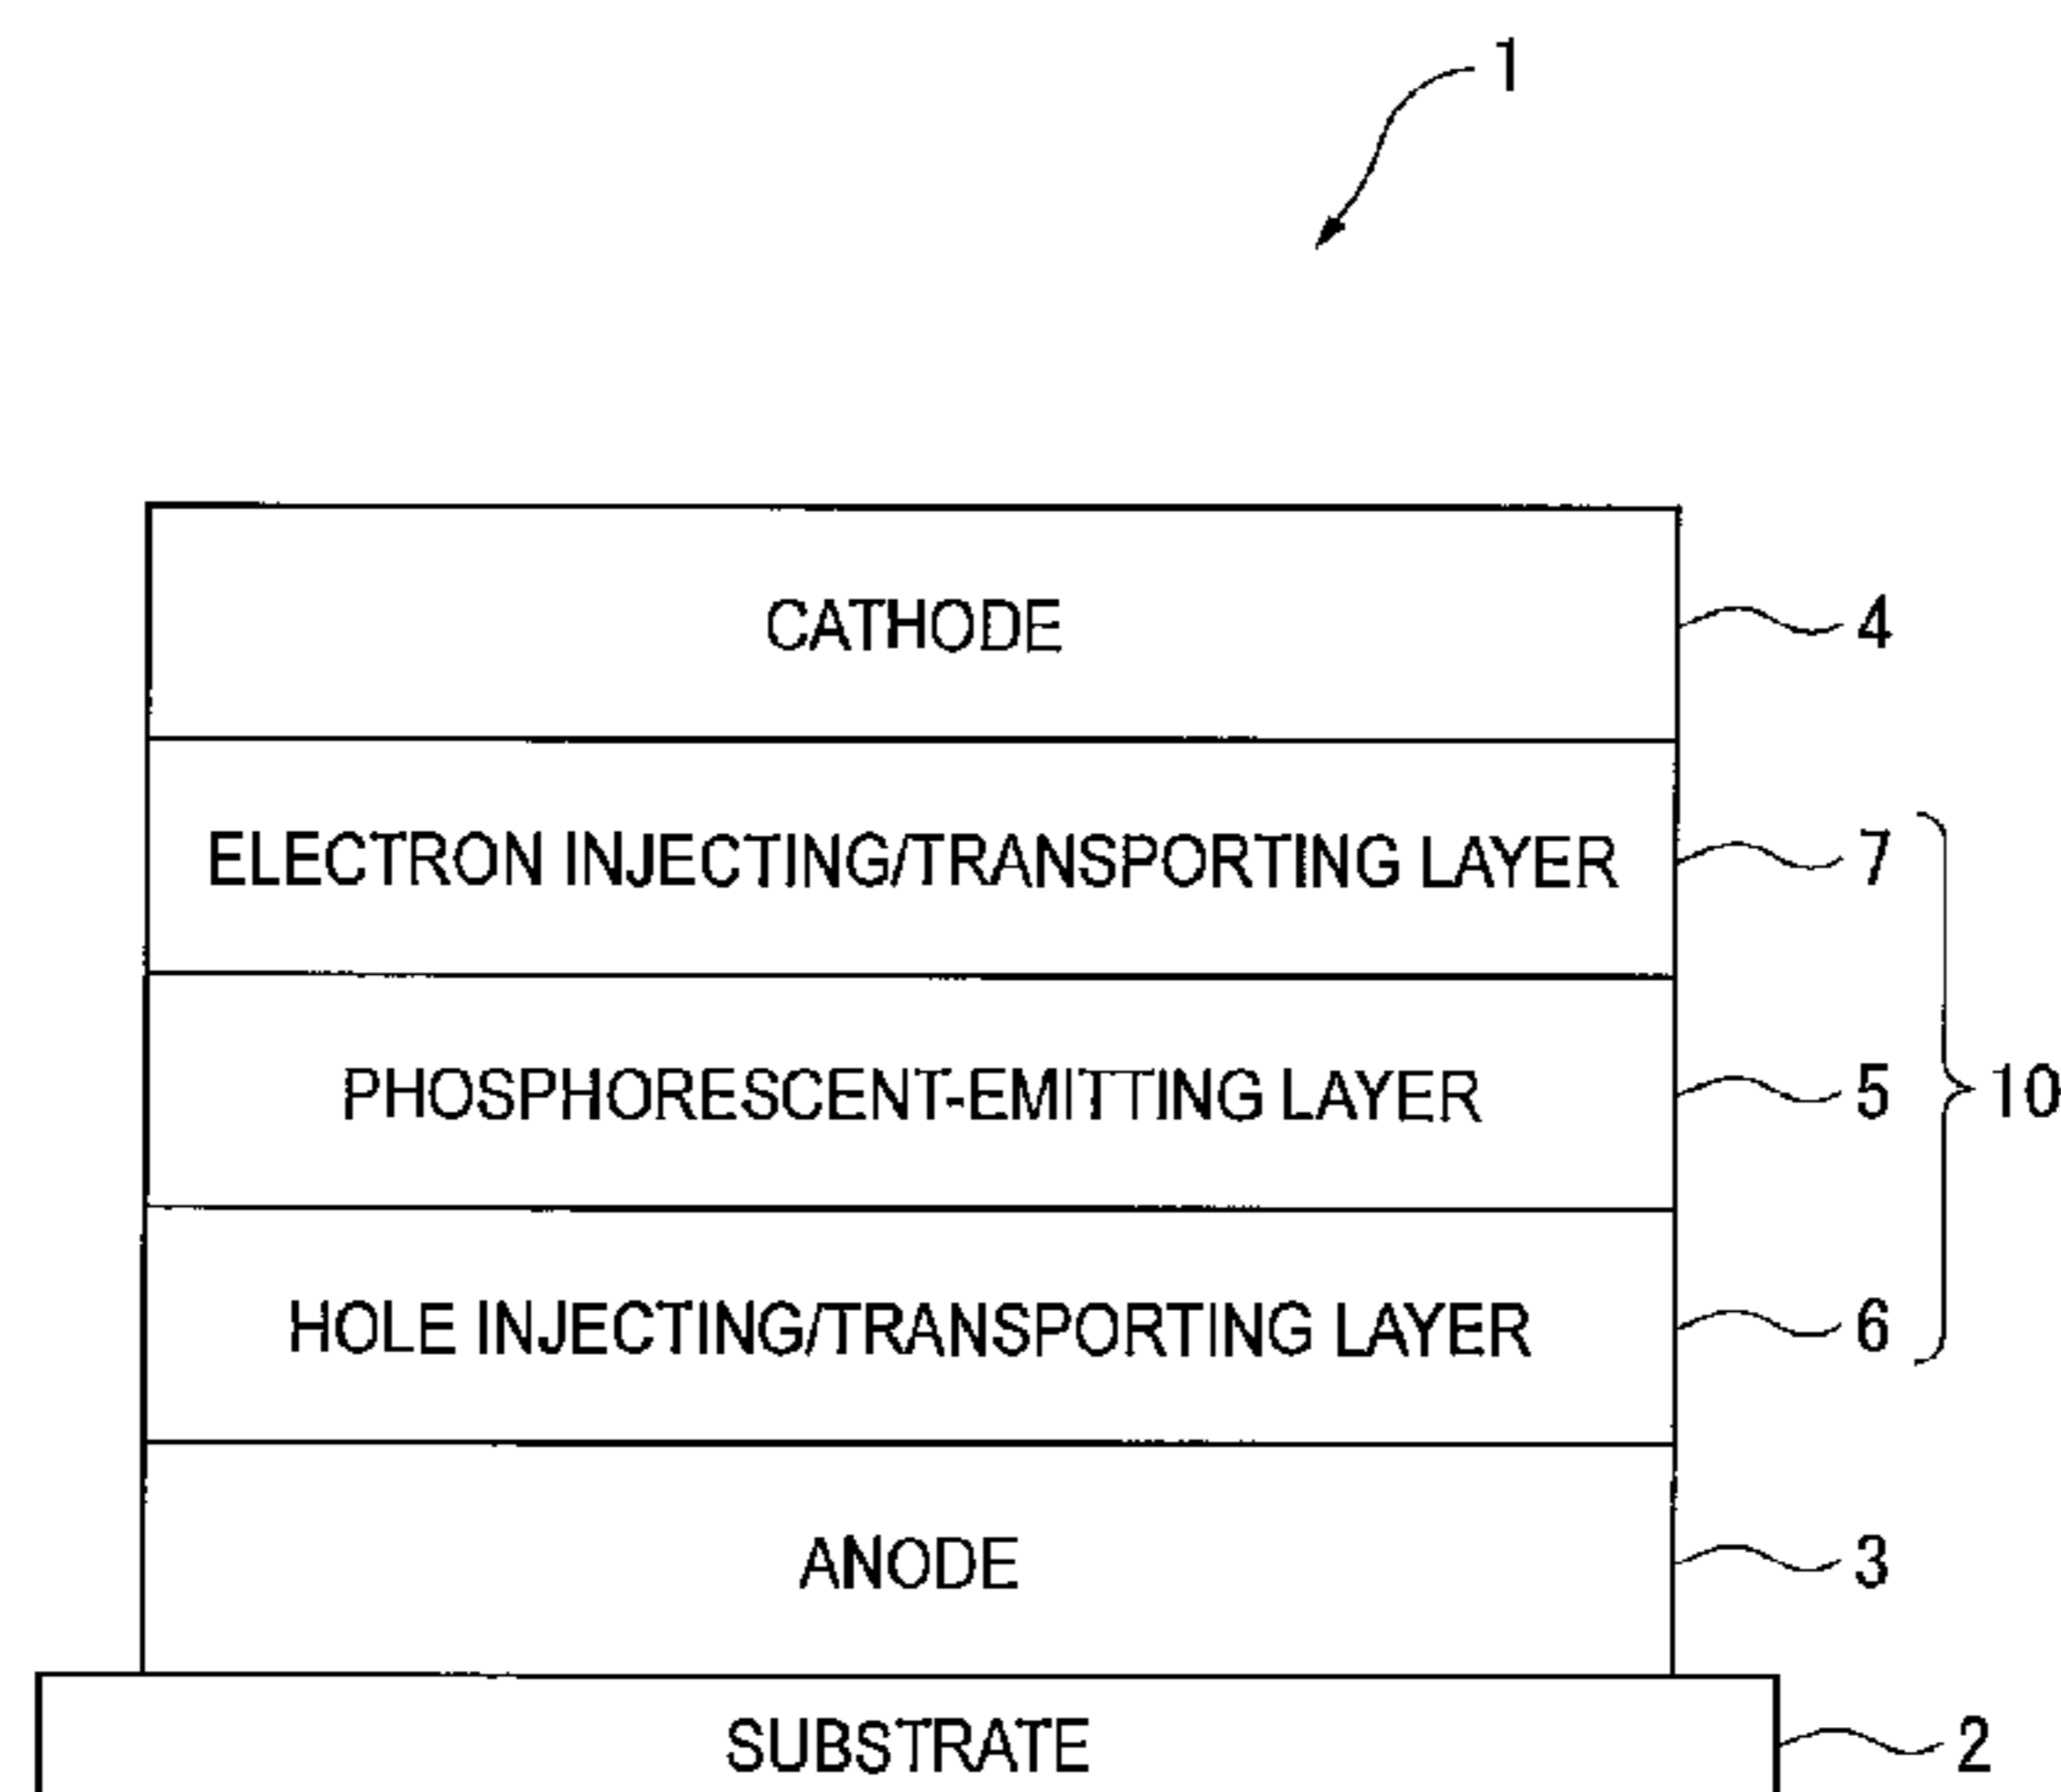 1
CATHODE 4
ELECTRON INJECTING/TRANSPORTING LAYER 7
PHOSPHORESCENT-EMITTING LAYER 5 10
HOLE INJECTING/TRANSPORTING LAYER 6
ANODE 3
SUBSTRATE 2